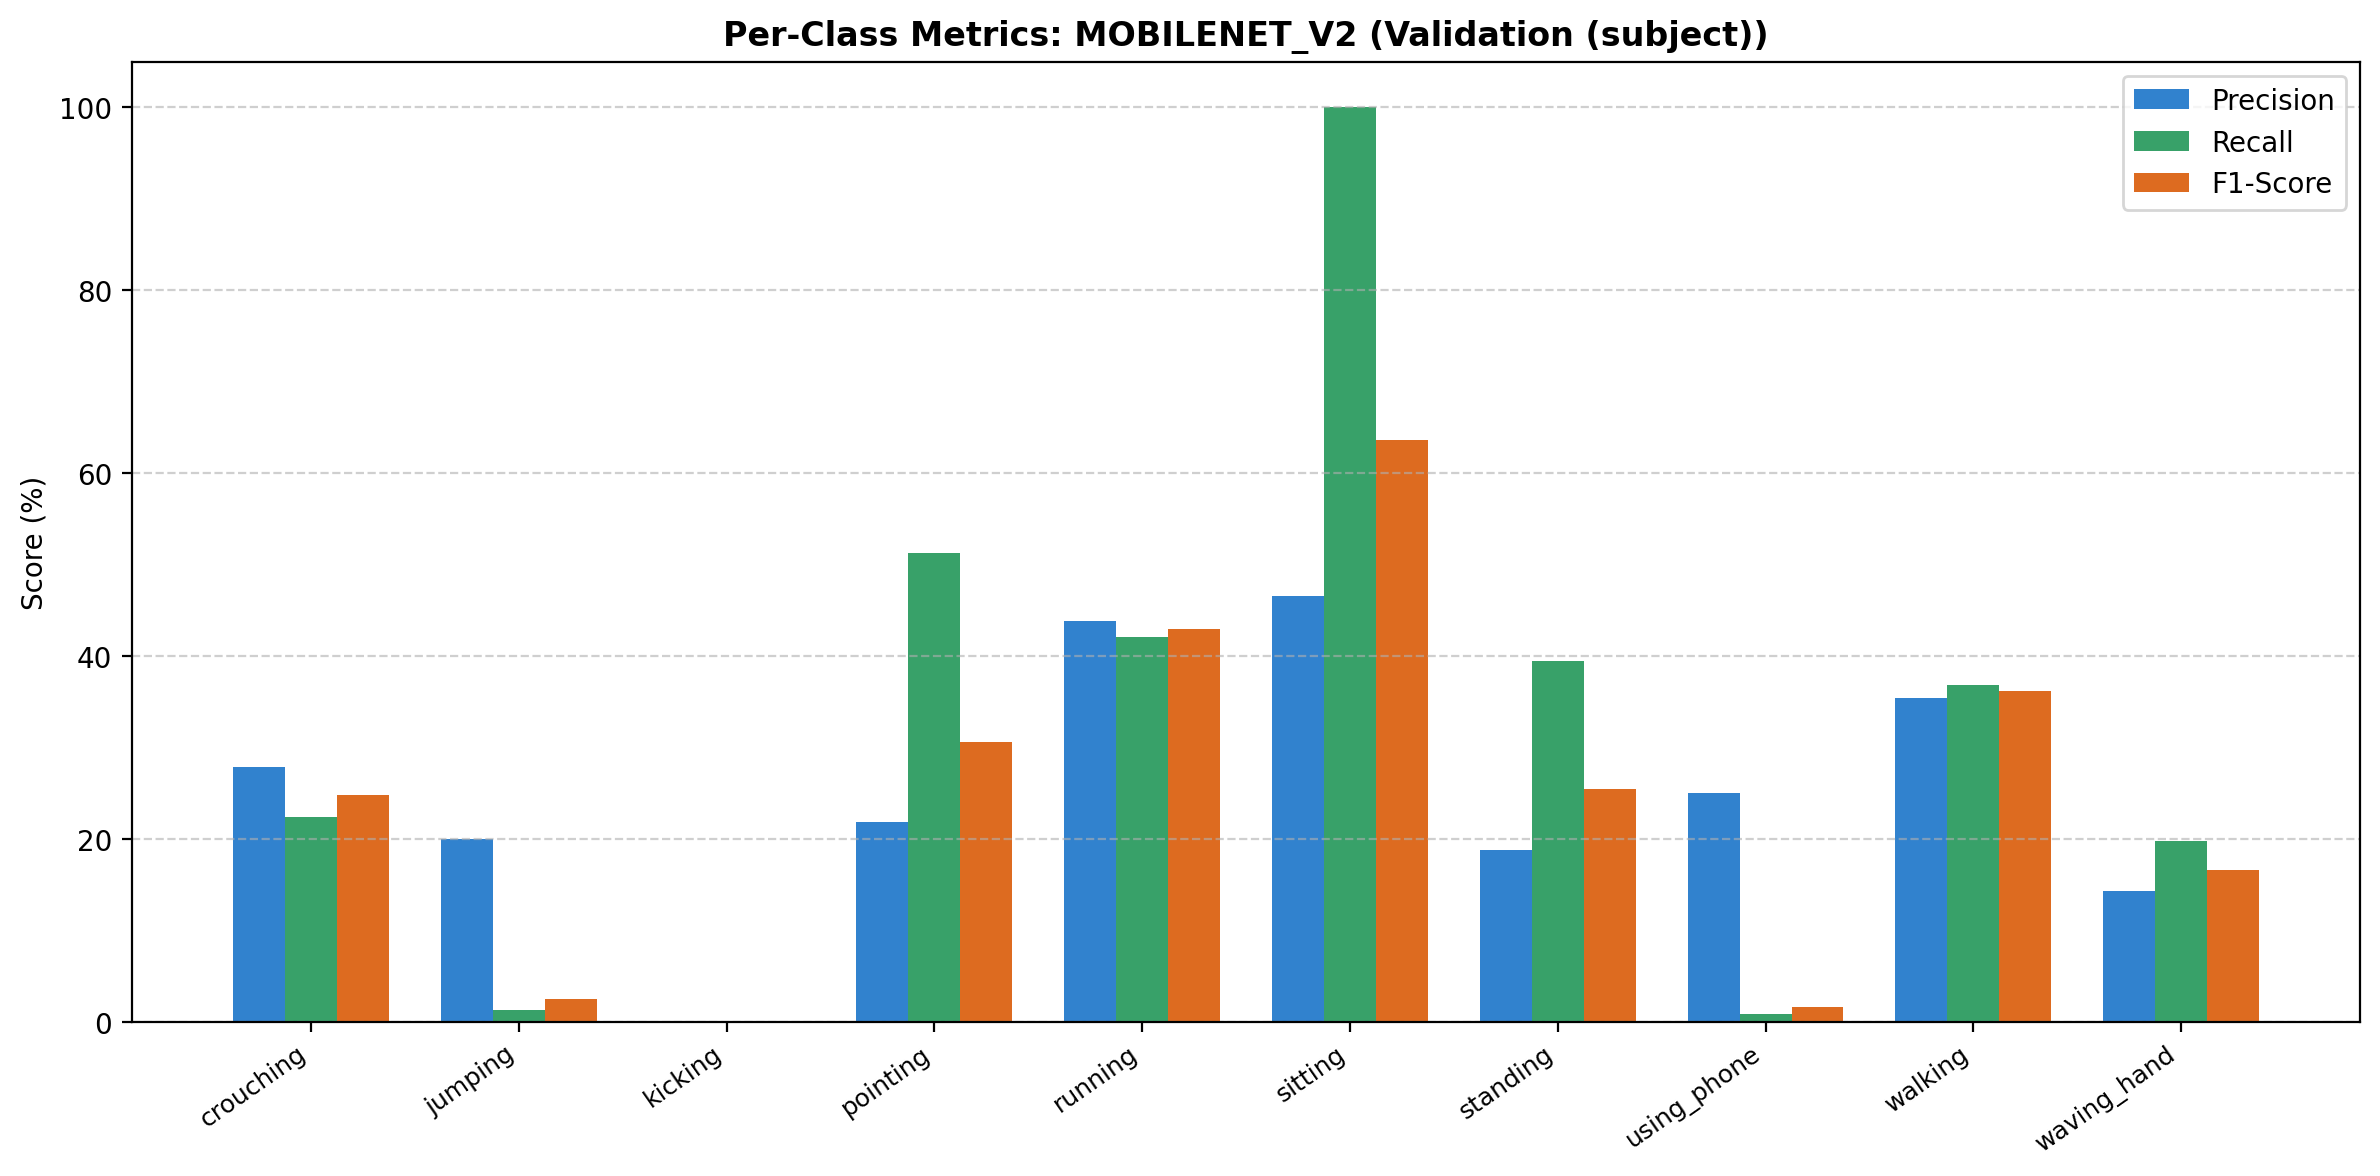 Per-Class Metrics: MOBILENET_V2 (Validation (subject))
Precision
Recall
F1-Score
Score (%)
100
80
60
40
20
0
crouching
jumping
kicking
pointing
running
sitting
standing
using_phone
walking
waving_hand